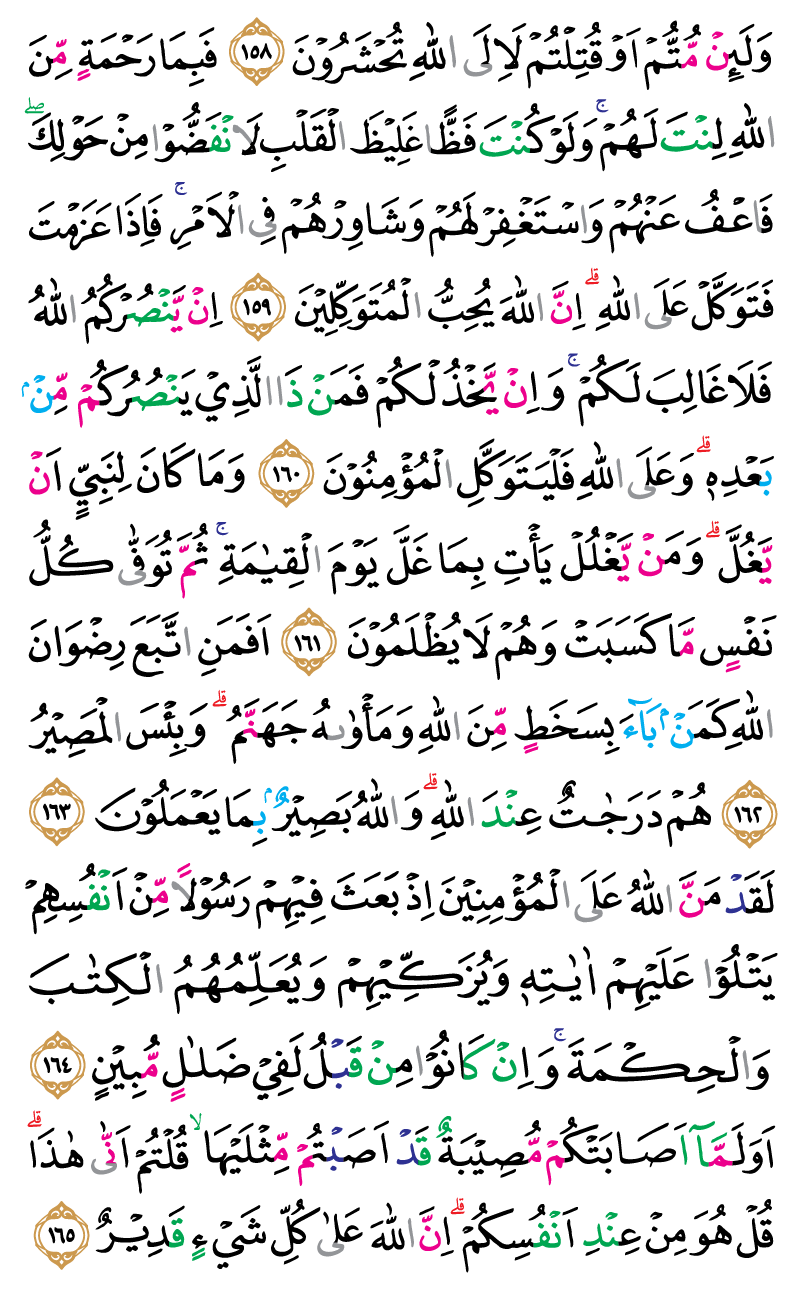 وَلَىِٕنْ مُّتُّمْ اَوْ قُتِلْتُمْ لَاِلَى اللّٰهِ تُحْشَرُوْنَ ١٥٨ فَبِمَا رَحْمَةٍ مِّنَ
اللّٰهِ لِنْتَ لَهُمْ ۚ وَلَوْ كُنْتَ فَظًّا غَلِيْظَ الْقَلْبِ لَانْفَضُّوْا مِنْ حَوْلِكَ ۖ
فَاعْفُ عَنْهُمْ وَاسْتَغْفِرْ لَهُمْ وَشَاوِرْهُمْ فِى الْاَمْرِ ۚ فَاِذَا عَزَمْتَ
فَتَوَكَّلْ عَلَى اللّٰهِ ۗ اِنَّ اللّٰهَ يُحِبُّ الْمُتَوَكِّلِيْنَ ١٥٩ اِنْ يَّنْصُرْكُمُ اللّٰهُ
فَلَا غَالِبَ لَكُمْ ۚ وَاِنْ يَّخْذُلْكُمْ فَمَنْ ذَا الَّذِيْ يَنْصُرُكُمْ مِّنْۢ
بَعْدِهٖ ۗ وَعَلَى اللّٰهِ فَلْيَتَوَكَّلِ الْمُؤْمِنُوْنَ ١٦٠ وَمَا كَانَ لِنَبِيٍّ اَنْ
يَّغُلَّ ۗ وَمَنْ يَّغْلُلْ يَأْتِ بِمَا غَلَّ يَوْمَ الْقِيٰمَةِ ۚ ثُمَّ تُوَفّٰى كُلُّ
نَفْسٍ مَّا كَسَبَتْ وَهُمْ لَا يُظْلَمُوْنَ ١٦١ اَفَمَنِ اتَّبَعَ رِضْوَانَ
اللّٰهِ كَمَنْۢ بَاۤءَ بِسَخَطٍ مِّنَ اللّٰهِ وَمَأْوٰىهُ جَهَنَّمُ ۗ وَبِئْسَ الْمَصِيْرُ
١٦٢ هُمْ دَرَجٰتٌ عِنْدَ اللّٰهِ ۗ وَاللّٰهُ بَصِيْرٌۢ بِمَا يَعْمَلُوْنَ ١٦٣
لَقَدْ مَنَّ اللّٰهُ عَلَى الْمُؤْمِنِيْنَ اِذْ بَعَثَ فِيْهِمْ رَسُوْلًا مِّنْ اَنْفُسِهِمْ
يَتْلُوْا عَلَيْهِمْ اٰيٰتِهٖ وَيُزَكِّيْهِمْ وَيُعَلِّمُهُمُ الْكِتٰبَ
وَالْحِكْمَةَ ۚ وَاِنْ كَانُوْا مِنْ قَبْلُ لَفِيْ ضَلٰلٍ مُّبِيْنٍ ١٦٤
اَوَلَمَّآ اَصَابَتْكُمْ مُّصِيْبَةٌ قَدْ اَصَبْتُمْ مِّثْلَيْهَا ۙ قُلْتُمْ اَنّٰى هٰذَا ۗ
قُلْ هُوَ مِنْ عِنْدِ اَنْفُسِكُمْ ۗ اِنَّ اللّٰهَ عَلٰى كُلِّ شَيْءٍ قَدِيْرٌ ١٦٥